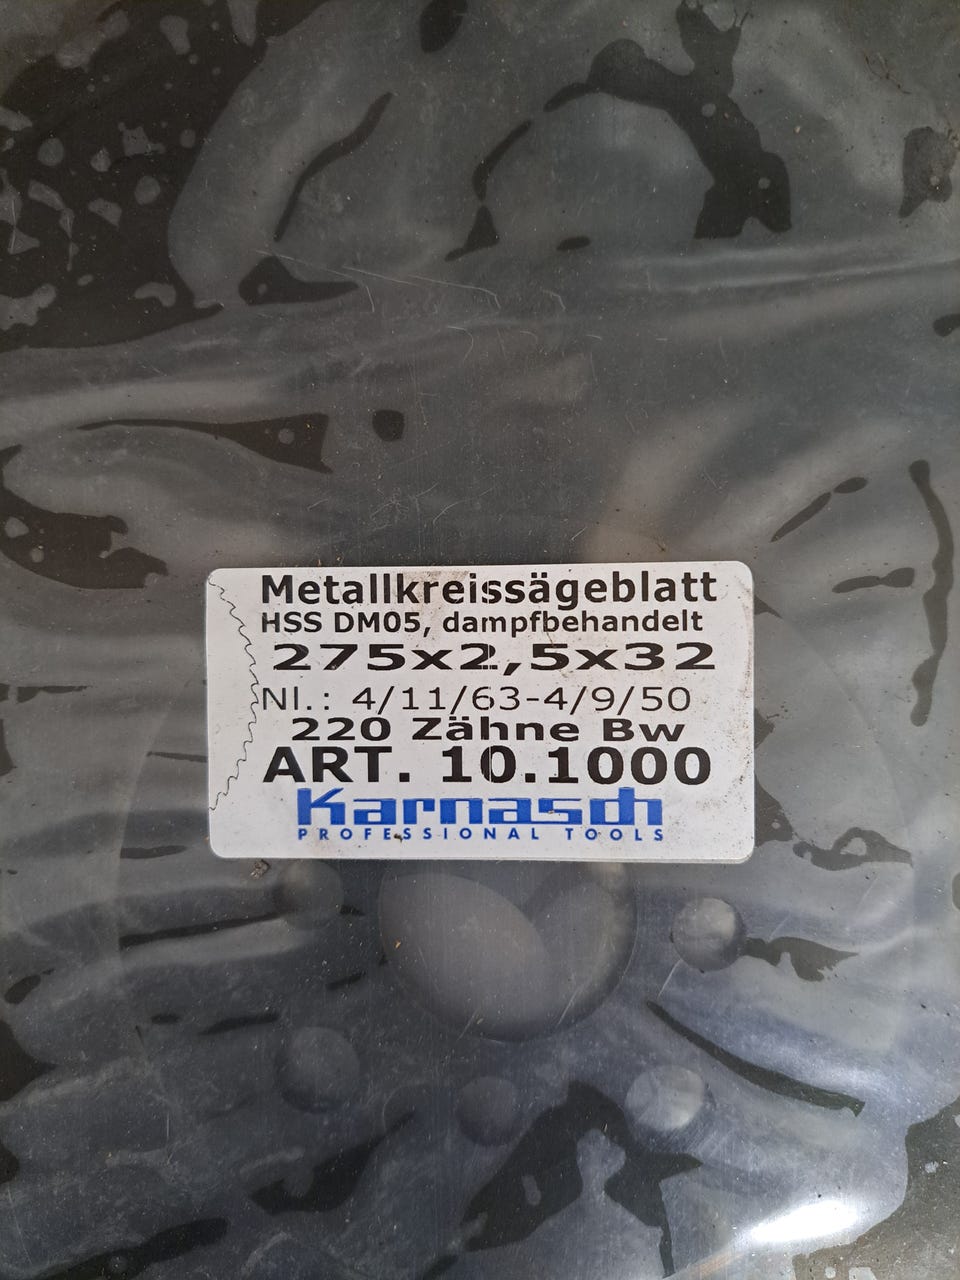 Metallkreissägeblatt
HSS DM05, dampfbehandelt
275x2,5x32
Nl.: 4/11/63-4/9/50
220 Zähne Bw
ART. 10.1000
Karnasch
PROFESSIONAL TOOLS